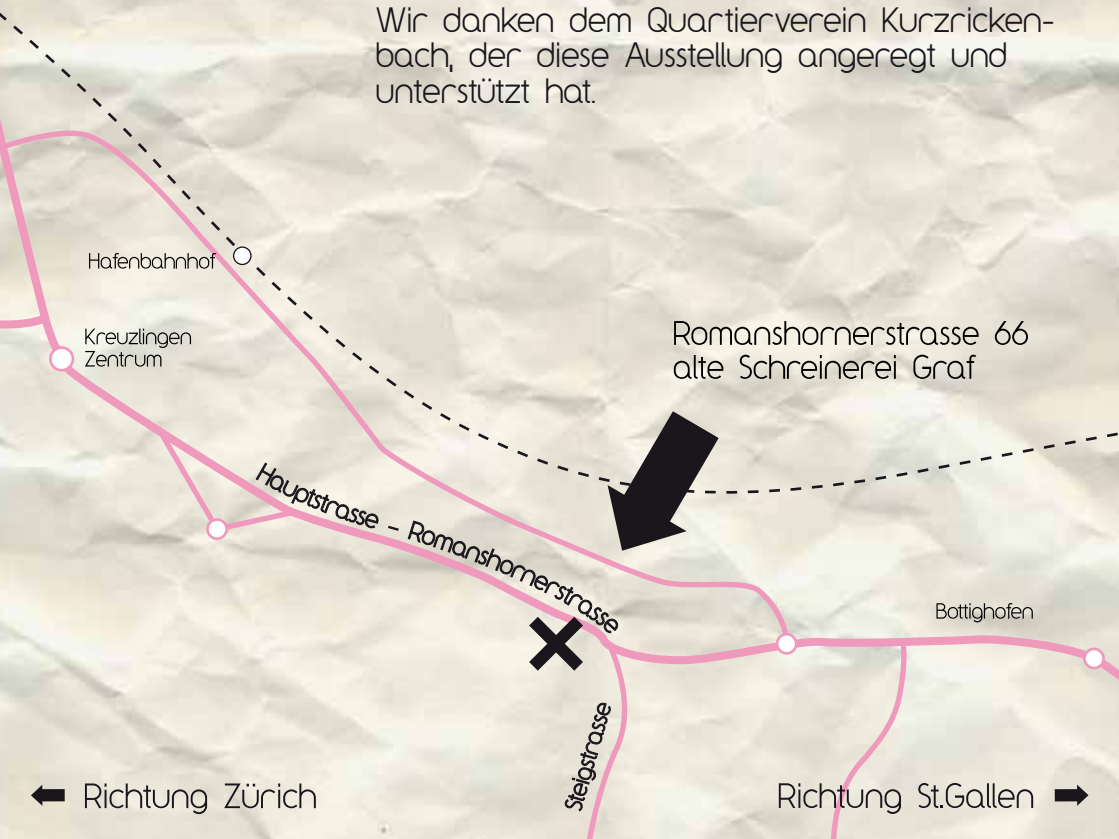 Wir danken dem Quartierverein Kurzricken-
bach, der diese Ausstellung angeregt und
unterstützt hat.
Hafenbahnhof
Kreuzlingen
Zentrum
Romanshornerstrasse 66
alte Schreinerei Graf
Hauptstrasse - Romanshornerstrasse
Bottighofen
Steigstrasse
Richtung Zürich
Richtung St.Gallen